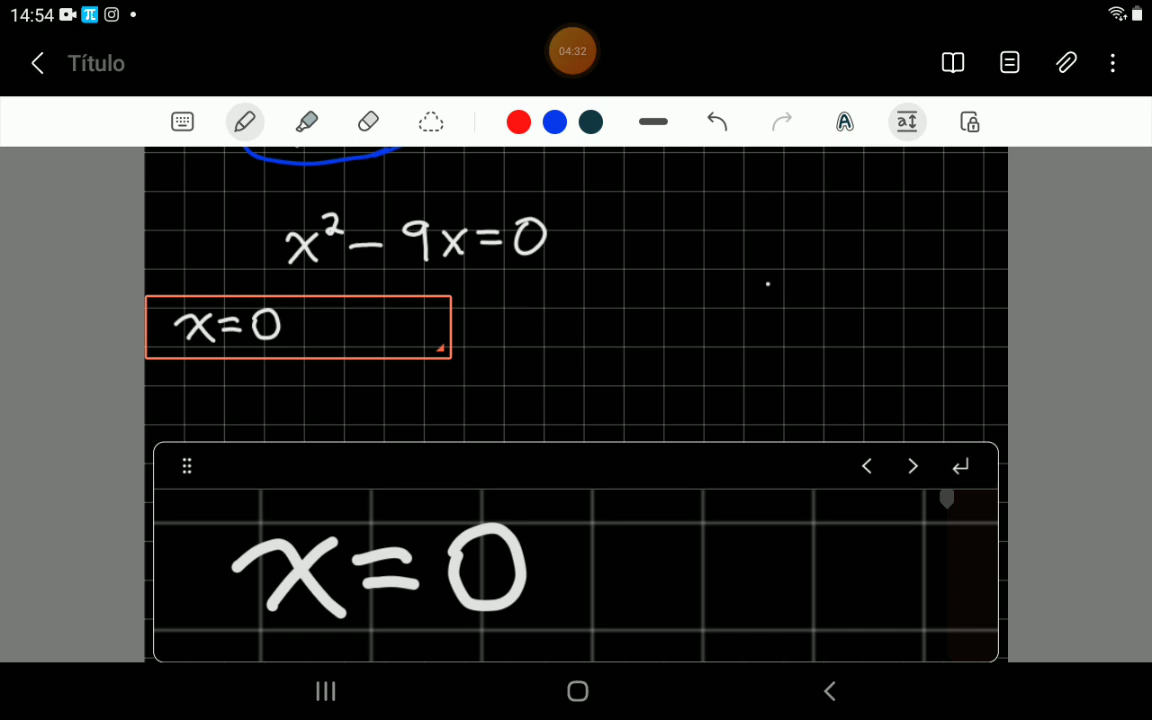 14:54
04:32
Título
x² - 9x = 0
x = 0
x = 0